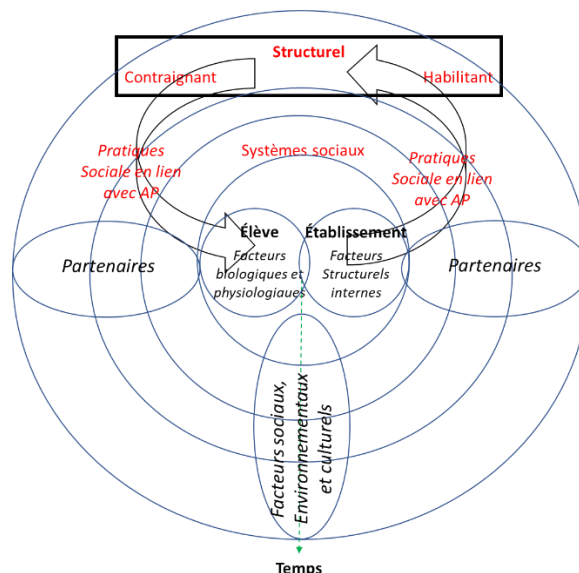 Structurel
Contraignant
Habilitant
Pratiques
Sociale en lien
avec AP
Systèmes sociaux
Pratiques
Sociale en lien
avec AP
Élève
Facteurs
biologiques et
physiologiaues
Établissement
Facteurs
Structurels
internes
Partenaires
Partenaires
Facteurs sociaux,
Environnementaux
et culturels
Temps